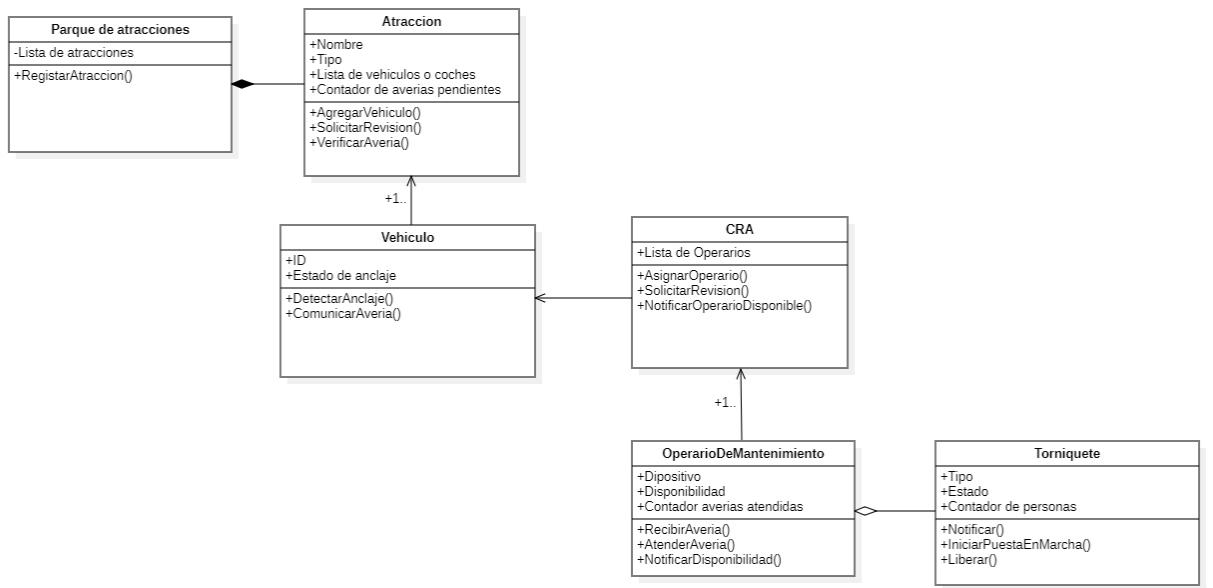 Parque de atracciones
-Lista de atracciones
+RegistarAtraccion()
Atraccion
+Nombre
+Tipo
+Lista de vehiculos o coches
+Contador de averias pendientes
+AgregarVehiculo()
+SolicitarRevision()
+VerificarAveria()
+1..
Vehiculo
+ID
+Estado de anclaje
+DetectarAnclaje()
+ComunicarAveria()
CRA
+Lista de Operarios
+AsignarOperario()
+SolicitarRevision()
+NotificarOperarioDisponible()
+1..
OperarioDeMantenimiento
+Dipositivo
+Disponibilidad
+Contador averias atendidas
+RecibirAveria()
+AtenderAveria()
+NotificarDisponibilidad()
Torniquete
+Tipo
+Estado
+Contador de personas
+Notificar()
+IniciarPuestaEnMarcha()
+Liberar()